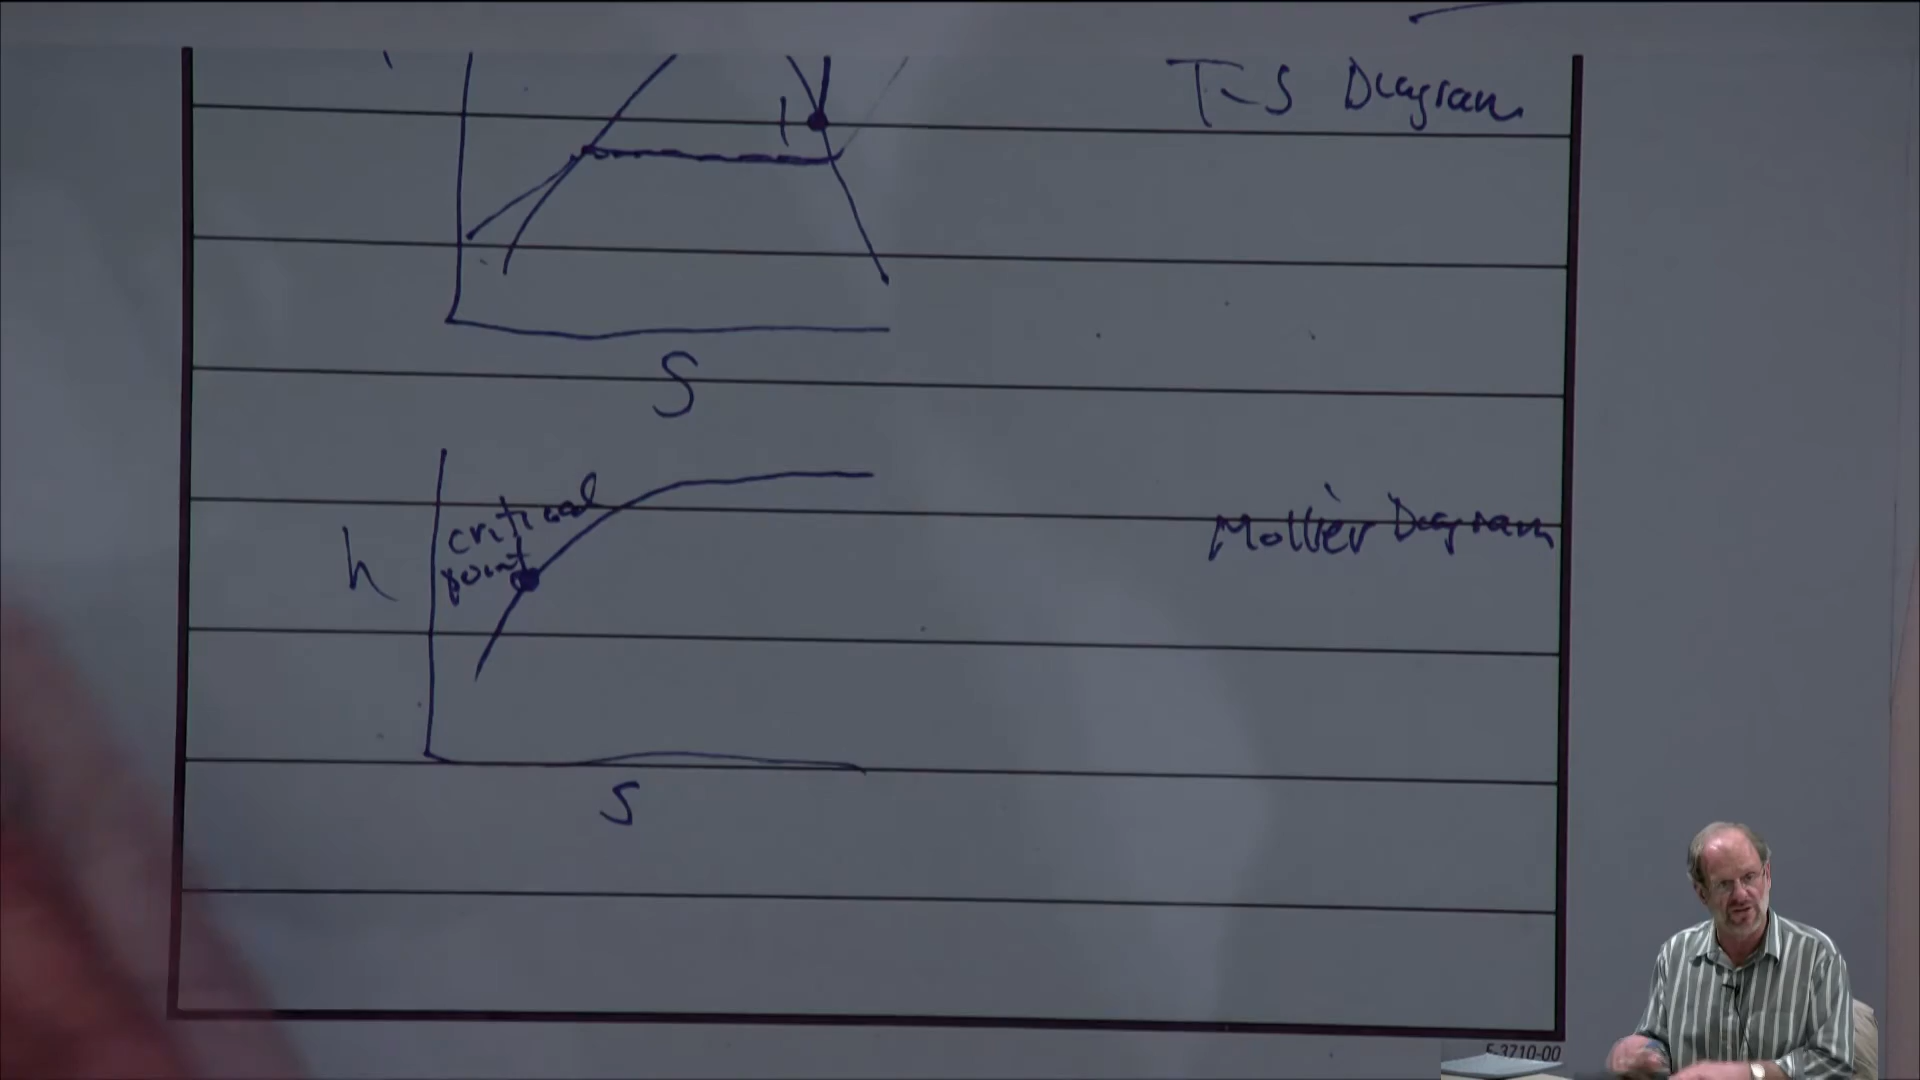 T-S Diagram
1
S
critical
point
h
Mollier Diagram
S
F-3710-00